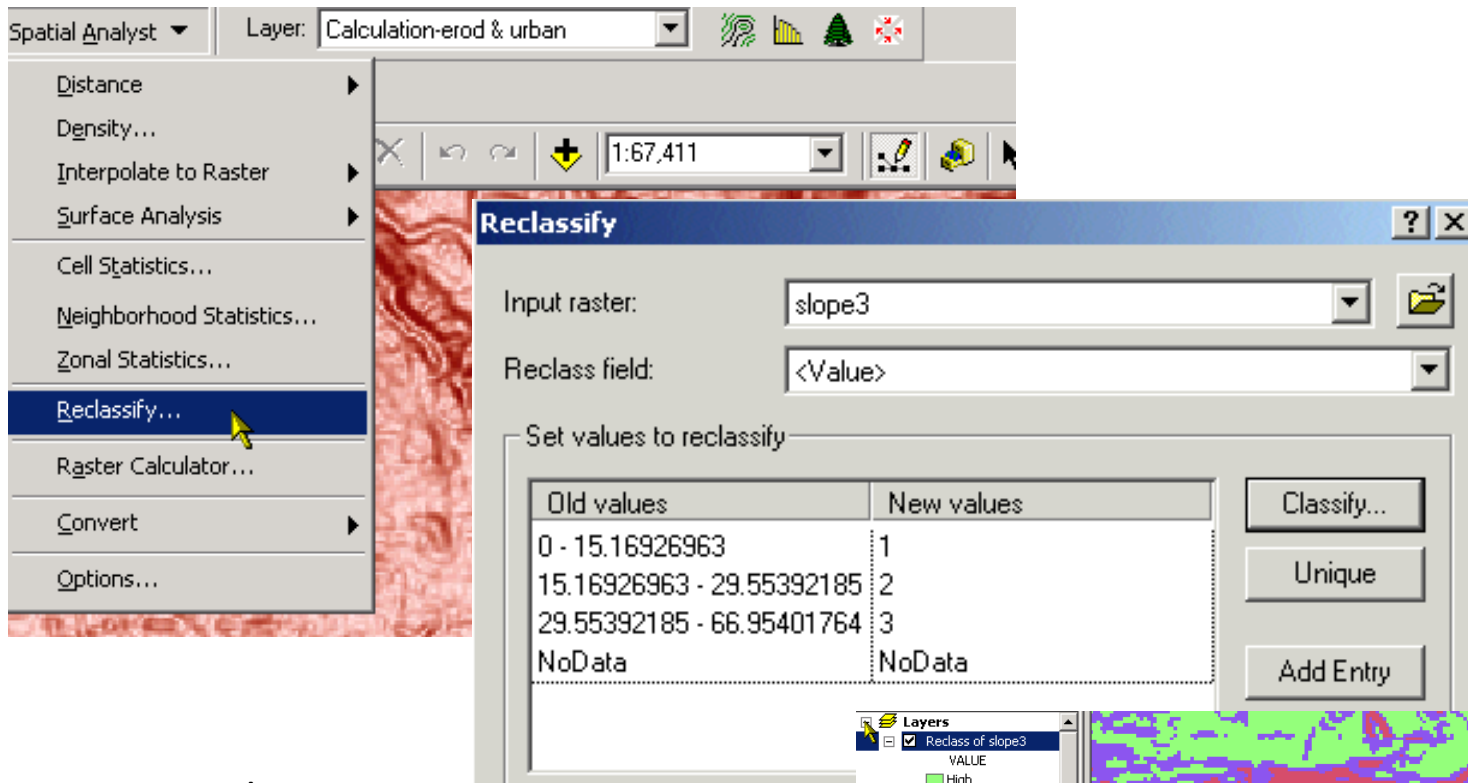 Spatial Analyst Layer: Calculation-erod & urban
Distance
Density...
Interpolate to Raster
Surface Analysis
Cell Statistics...
Neighborhood Statistics...
Zonal Statistics...
Reclassify...
Raster Calculator...
Convert
Options...
1:67,411
Reclassify
Input raster: slope3
Reclass field: <Value>
Set values to reclassify
Old values New values
0 - 15.16926963 1
15.16926963 - 29.55392185 2
29.55392185 - 66.95401764 3
NoData NoData
Classify...
Unique
Add Entry
Layers
Reclass of slope3
VALUE
High